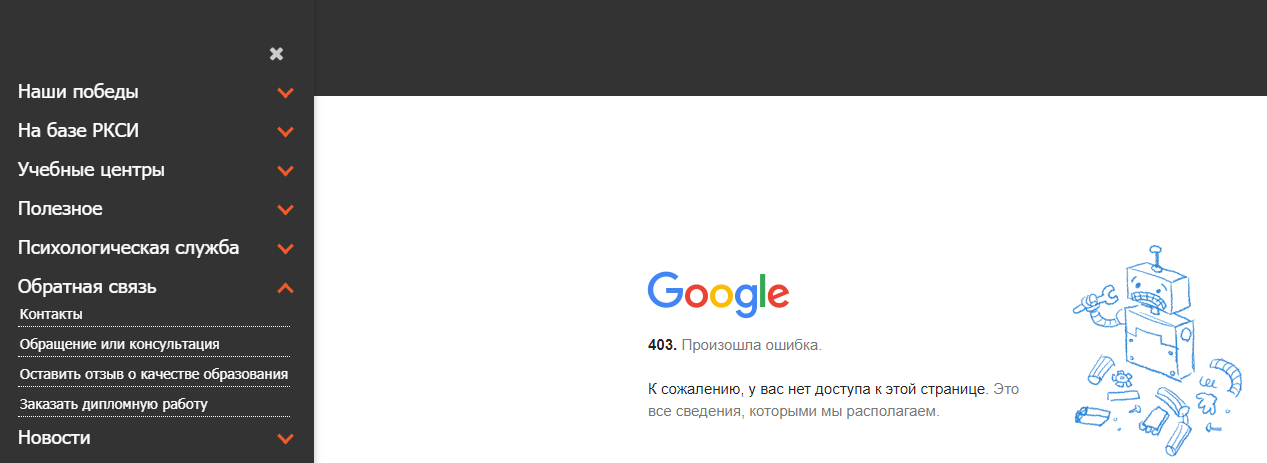 Наши победы
На базе РКСИ
Учебные центры
Полезное
Психологическая служба
Обратная связь
Контакты
Обращение или консультация
Оставить отзыв о качестве образования
Заказать дипломную работу
Новости
Google
403. Произошла ошибка.
К сожалению, у вас нет доступа к этой странице. Это
все сведения, которыми мы располагаем.